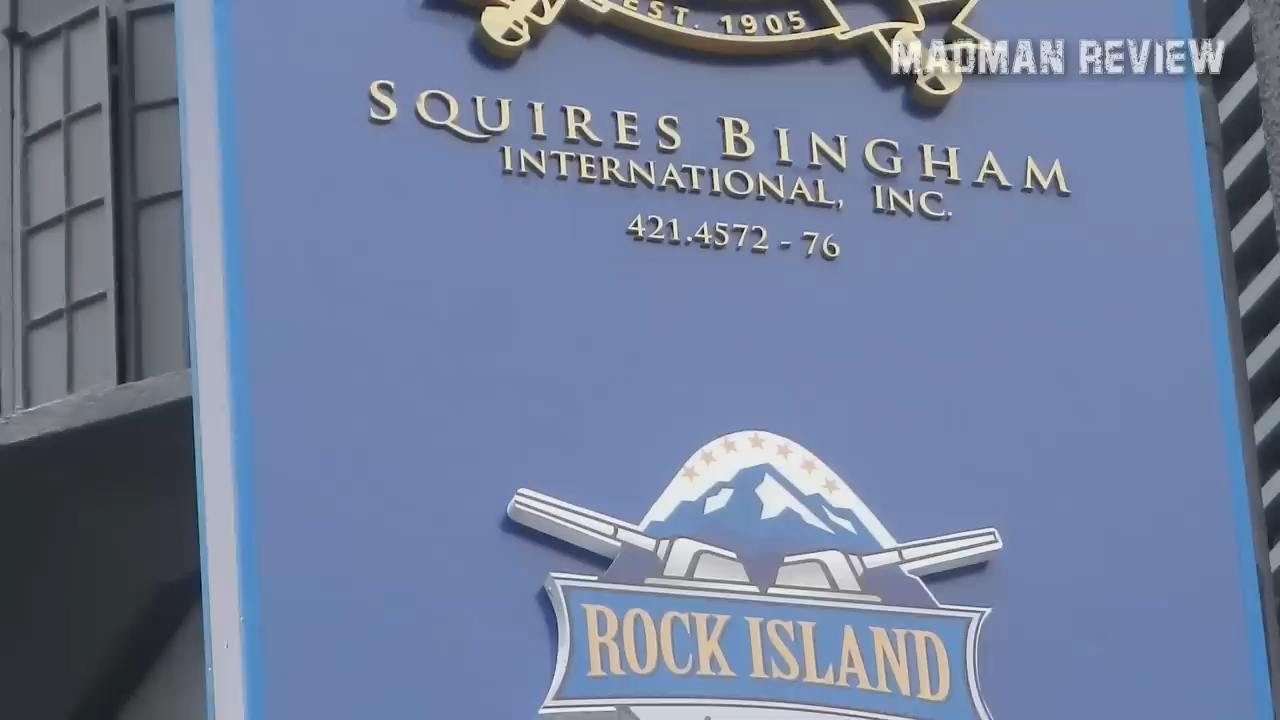 EST. 1905
MADMAN REVIEW
SQUIRES BINGHAM
INTERNATIONAL, INC.
421.4572 - 76
ROCK ISLAND